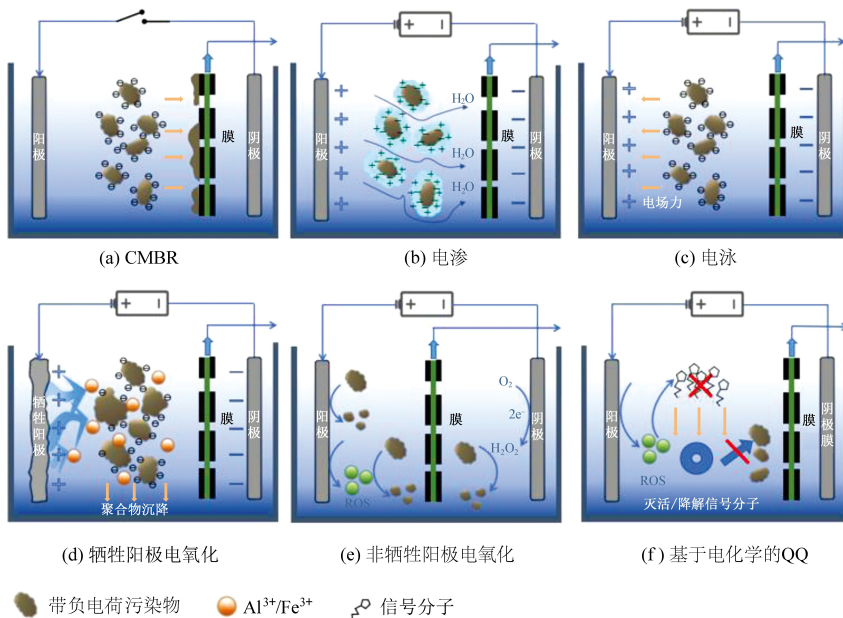 阳极
膜
阴极
(a) CMBR
+ −
H₂O
H₂O
H₂O
阳极
膜
阴极
(b) 电渗
+ −
阳极
电场力
膜
阴极
(c) 电泳
+ −
牺牲阳极
聚合物沉降
膜
阴极
(d) 牺牲阳极电氧化
+ −
阳极
ROS
膜
O₂
2e⁻
H₂O₂
阴极
(e) 非牺牲阳极电氧化
+ −
阳极
ROS
灭活/降解信号分子
膜
阴极膜
(f) 基于电化学的QQ
带负电荷污染物
Al³⁺/Fe³⁺
信号分子